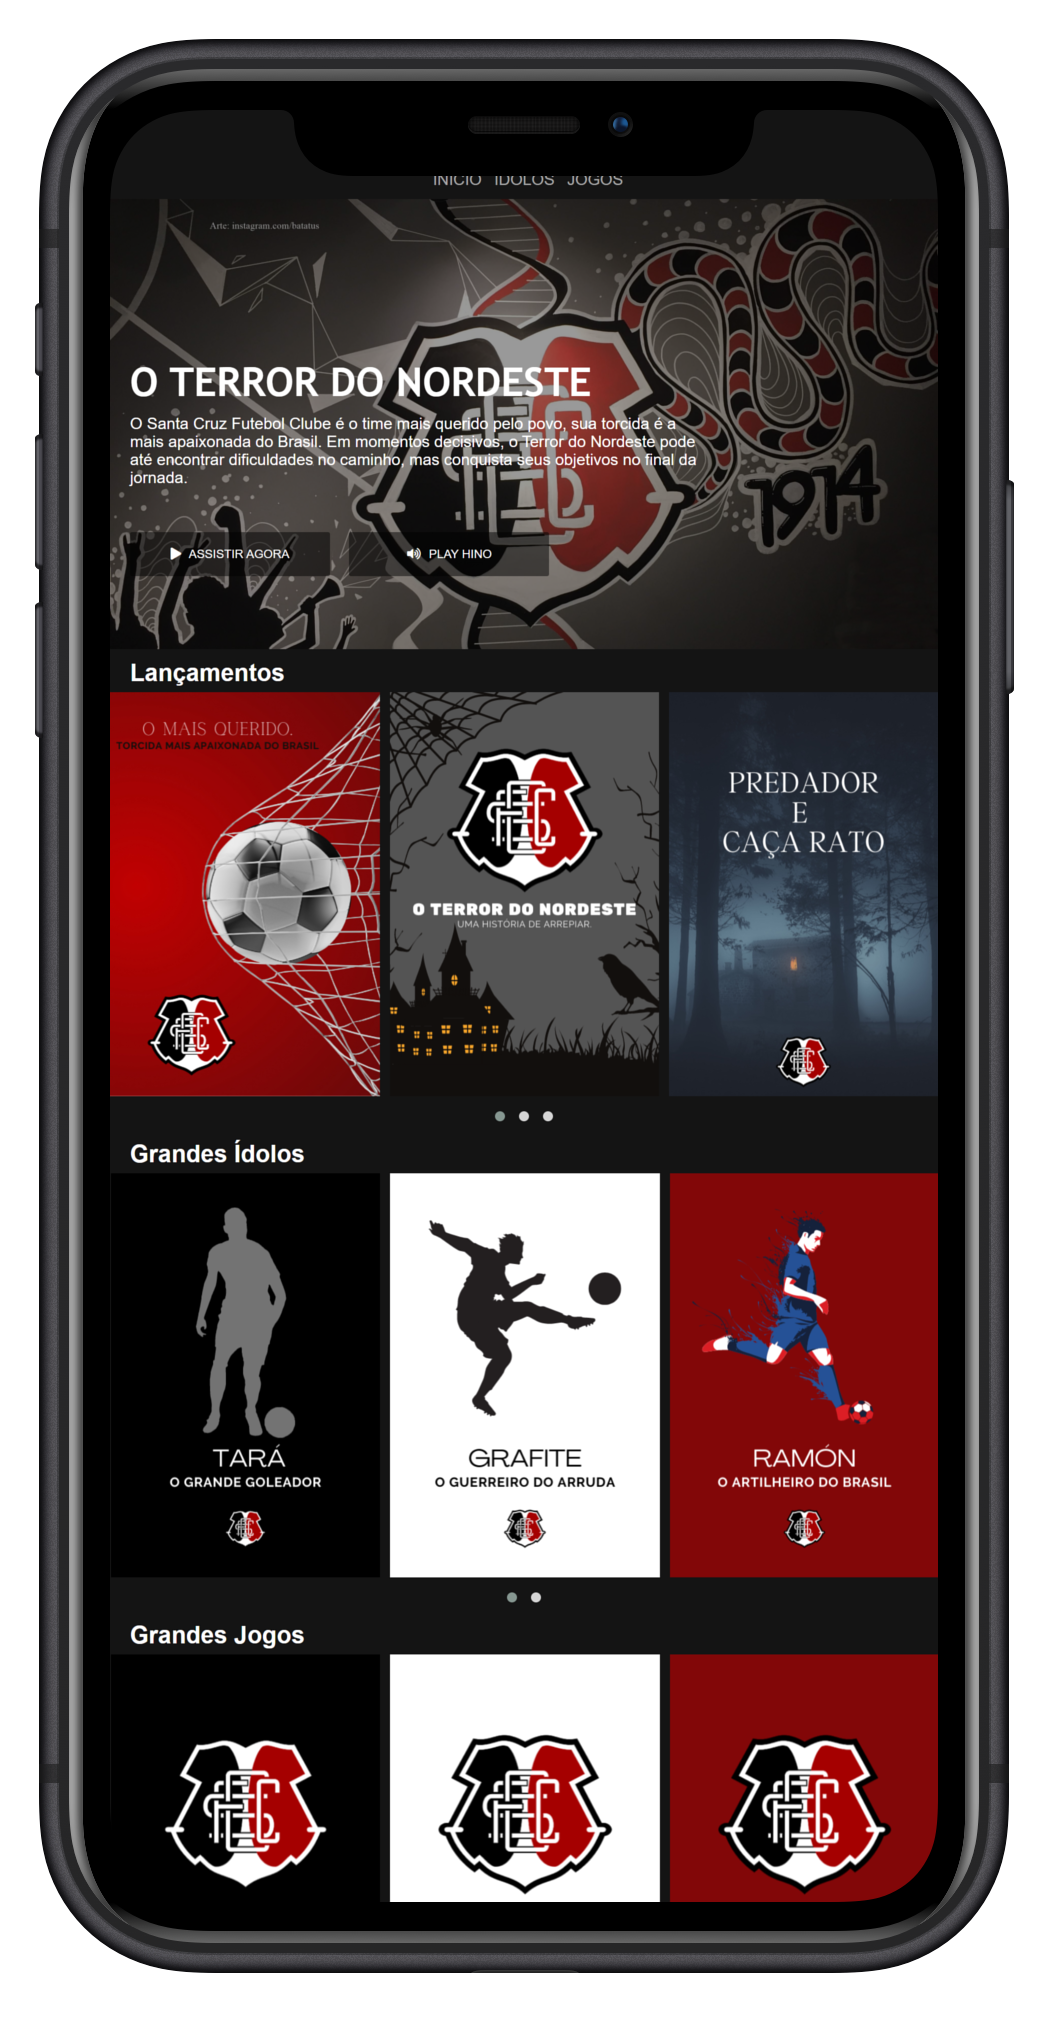 INICIO IDOLOS JOGOS
Arte: instagram.com/batatus
O TERROR DO NORDESTE
O Santa Cruz Futebol Clube é o time mais querido pelo povo, sua torcida é a
mais apaixonada do Brasil. Em momentos decisivos, o Terror do Nordeste pode
até encontrar dificuldades no caminho, mas conquista seus objetivos no final da
jornada.
1914
ASSISTIR AGORA
PLAY HINO
Lançamentos
O MAIS QUERIDO.
TORCIDA MAIS APAIXONADA DO BRASIL
O TERROR DO NORDESTE
UMA HISTÓRIA DE ARREPIAR.
PREDADOR
E
CAÇA RATO
Grandes Ídolos
TARÁ
O GRANDE GOLEADOR
GRAFITE
O GUERREIRO DO ARRUDA
RAMÓN
O ARTILHEIRO DO BRASIL
Grandes Jogos